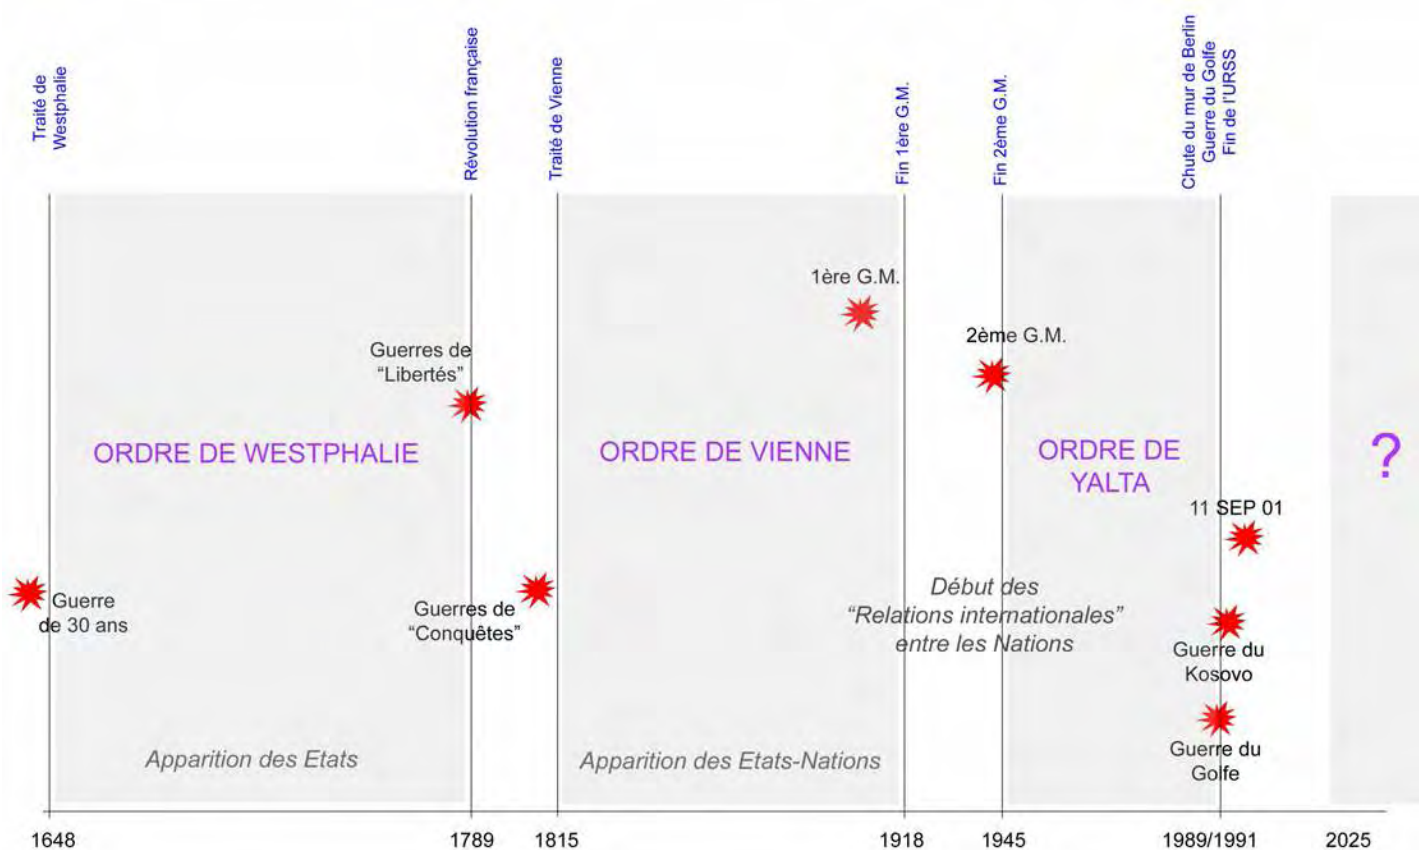 Traité de
Westphalie
Révolution française
Traité de Vienne
Fin 1ère G.M.
Fin 2ème G.M.
Chute du mur de Berlin
Guerre du Golfe
Fin de l'URSS
1ère G.M.
2ème G.M.
Guerres de
“Libertés”
ORDRE DE WESTPHALIE
ORDRE DE VIENNE
ORDRE DE
YALTA
?
11 SEP 01
Guerre
de 30 ans
Guerres de
“Conquêtes”
Début des
“Relations internationales”
entre les Nations
Guerre du
Kosovo
Guerre du
Golfe
Apparition des Etats
Apparition des Etats-Nations
1648
1789
1815
1918
1945
1989/1991
2025